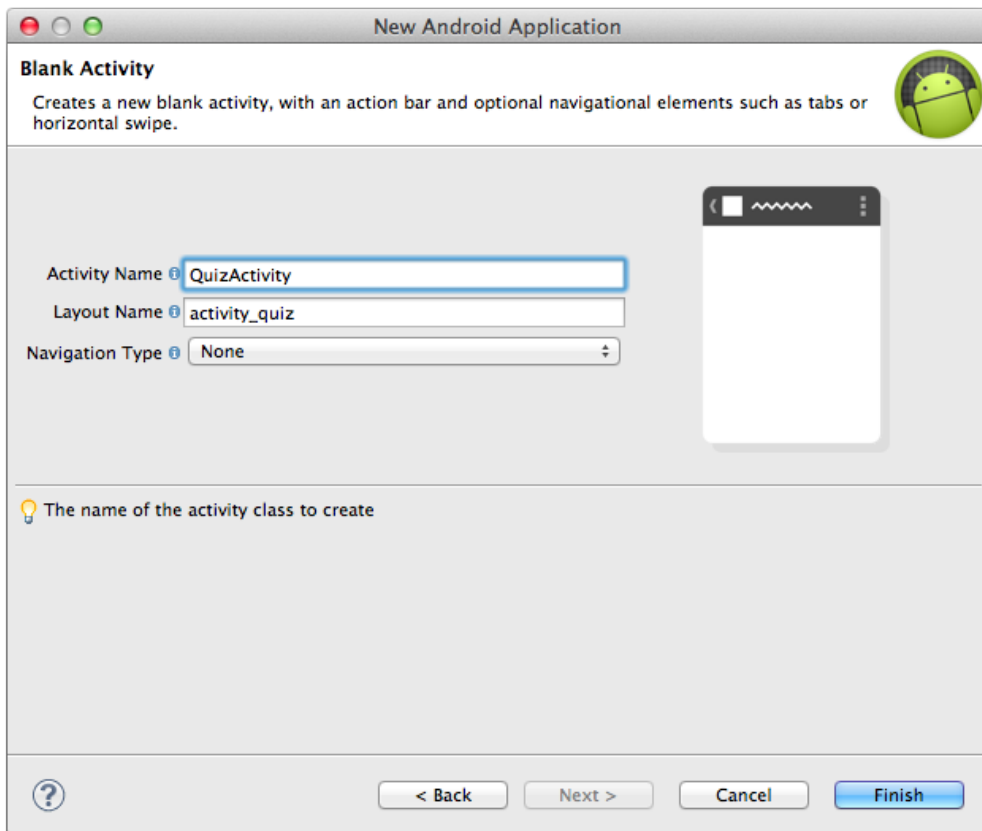 New Android Application
Blank Activity
Creates a new blank activity, with an action bar and optional navigational elements such as tabs or
horizontal swipe.
Activity Name QuizActivity
Layout Name activity_quiz
Navigation Type None
The name of the activity class to create
? < Back Next > Cancel Finish